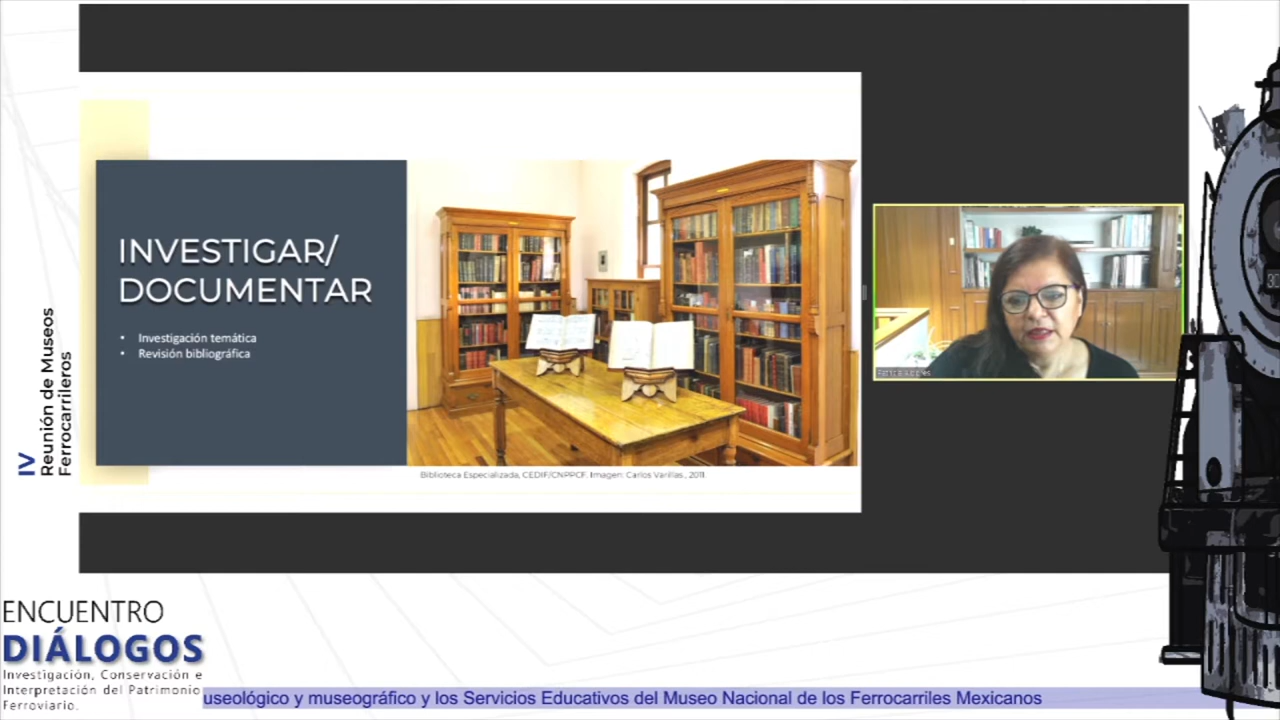 INVESTIGAR/
DOCUMENTAR
• Investigación temática
• Revisión bibliográfica
Biblioteca Especializada, CEDIF/CNPPCF. Imagen: Carlos Varillas, 2011.
IV
Reunión de Museos
Ferrocarrileros
ENCUENTRO
DIÁLOGOS
Investigación, Conservación e
Interpretación del Patrimonio
Ferroviario.
useológico y museográfico y los Servicios Educativos del Museo Nacional de los Ferrocarriles Mexicanos